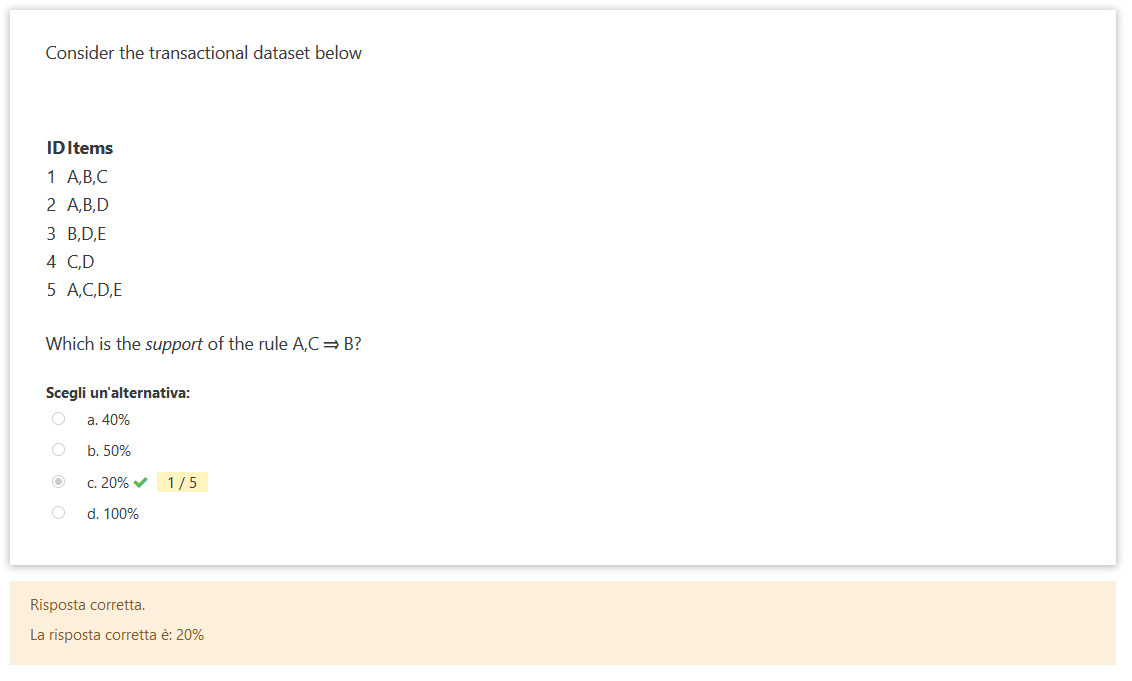 Consider the transactional dataset below
ID Items
1 A,B,C
2 A,B,D
3 B,D,E
4 C,D
5 A,C,D,E
Which is the support of the rule A,C ⇒ B?
Scegli un'alternativa:
a. 40%
b. 50%
c. 20% ✔ 1 / 5
d. 100%
Risposta corretta.
La risposta corretta è: 20%